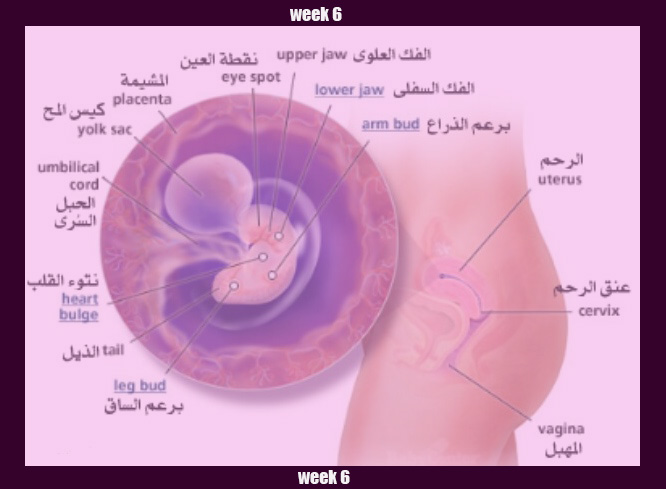 week 6
upper jaw الفك العلوى
نقطة العين
eye spot
المشيمة
placenta
lower jaw الفك السفلى
كيس المح
yolk sac
arm bud برعم الذراع
umbilical
cord
الحبل
السرى
الرحم
uterus
نتوء القلب
heart
bulge
عنق الرحم
cervix
الذيل tail
leg bud
برعم الساق
vagina
المهبل
week 6